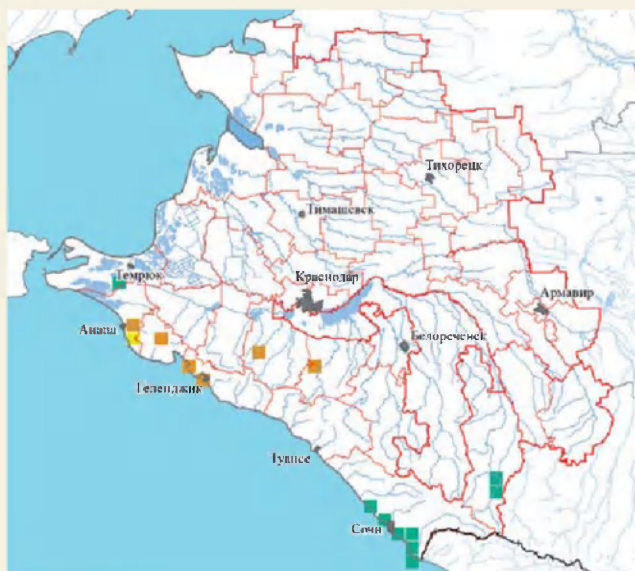 Тихорецк
Тимашевск
Темрюк
Краснодар
Армавир
Анапа
Белореченск
Геленджик
Туапсе
Сочи